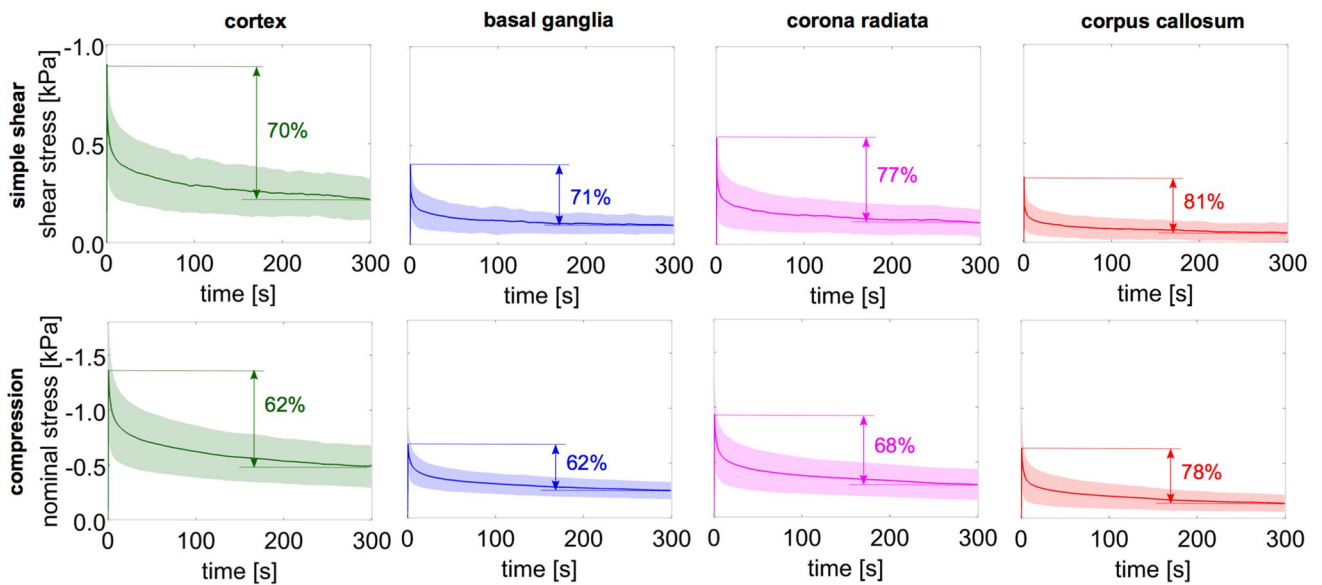 cortex
basal ganglia
corona radiata
corpus callosum
simple shear
shear stress [kPa]
-1.0
0.5
0.0
70%
71%
77%
81%
0 100 200 300
0 100 200 300
0 100 200 300
0 100 200 300
time [s]
time [s]
time [s]
time [s]
compression
nominal stress [kPa]
-1.5
-1.0
-0.5
0.0
62%
62%
68%
78%
0 100 200 300
0 100 200 300
0 100 200 300
0 100 200 300
time [s]
time [s]
time [s]
time [s]